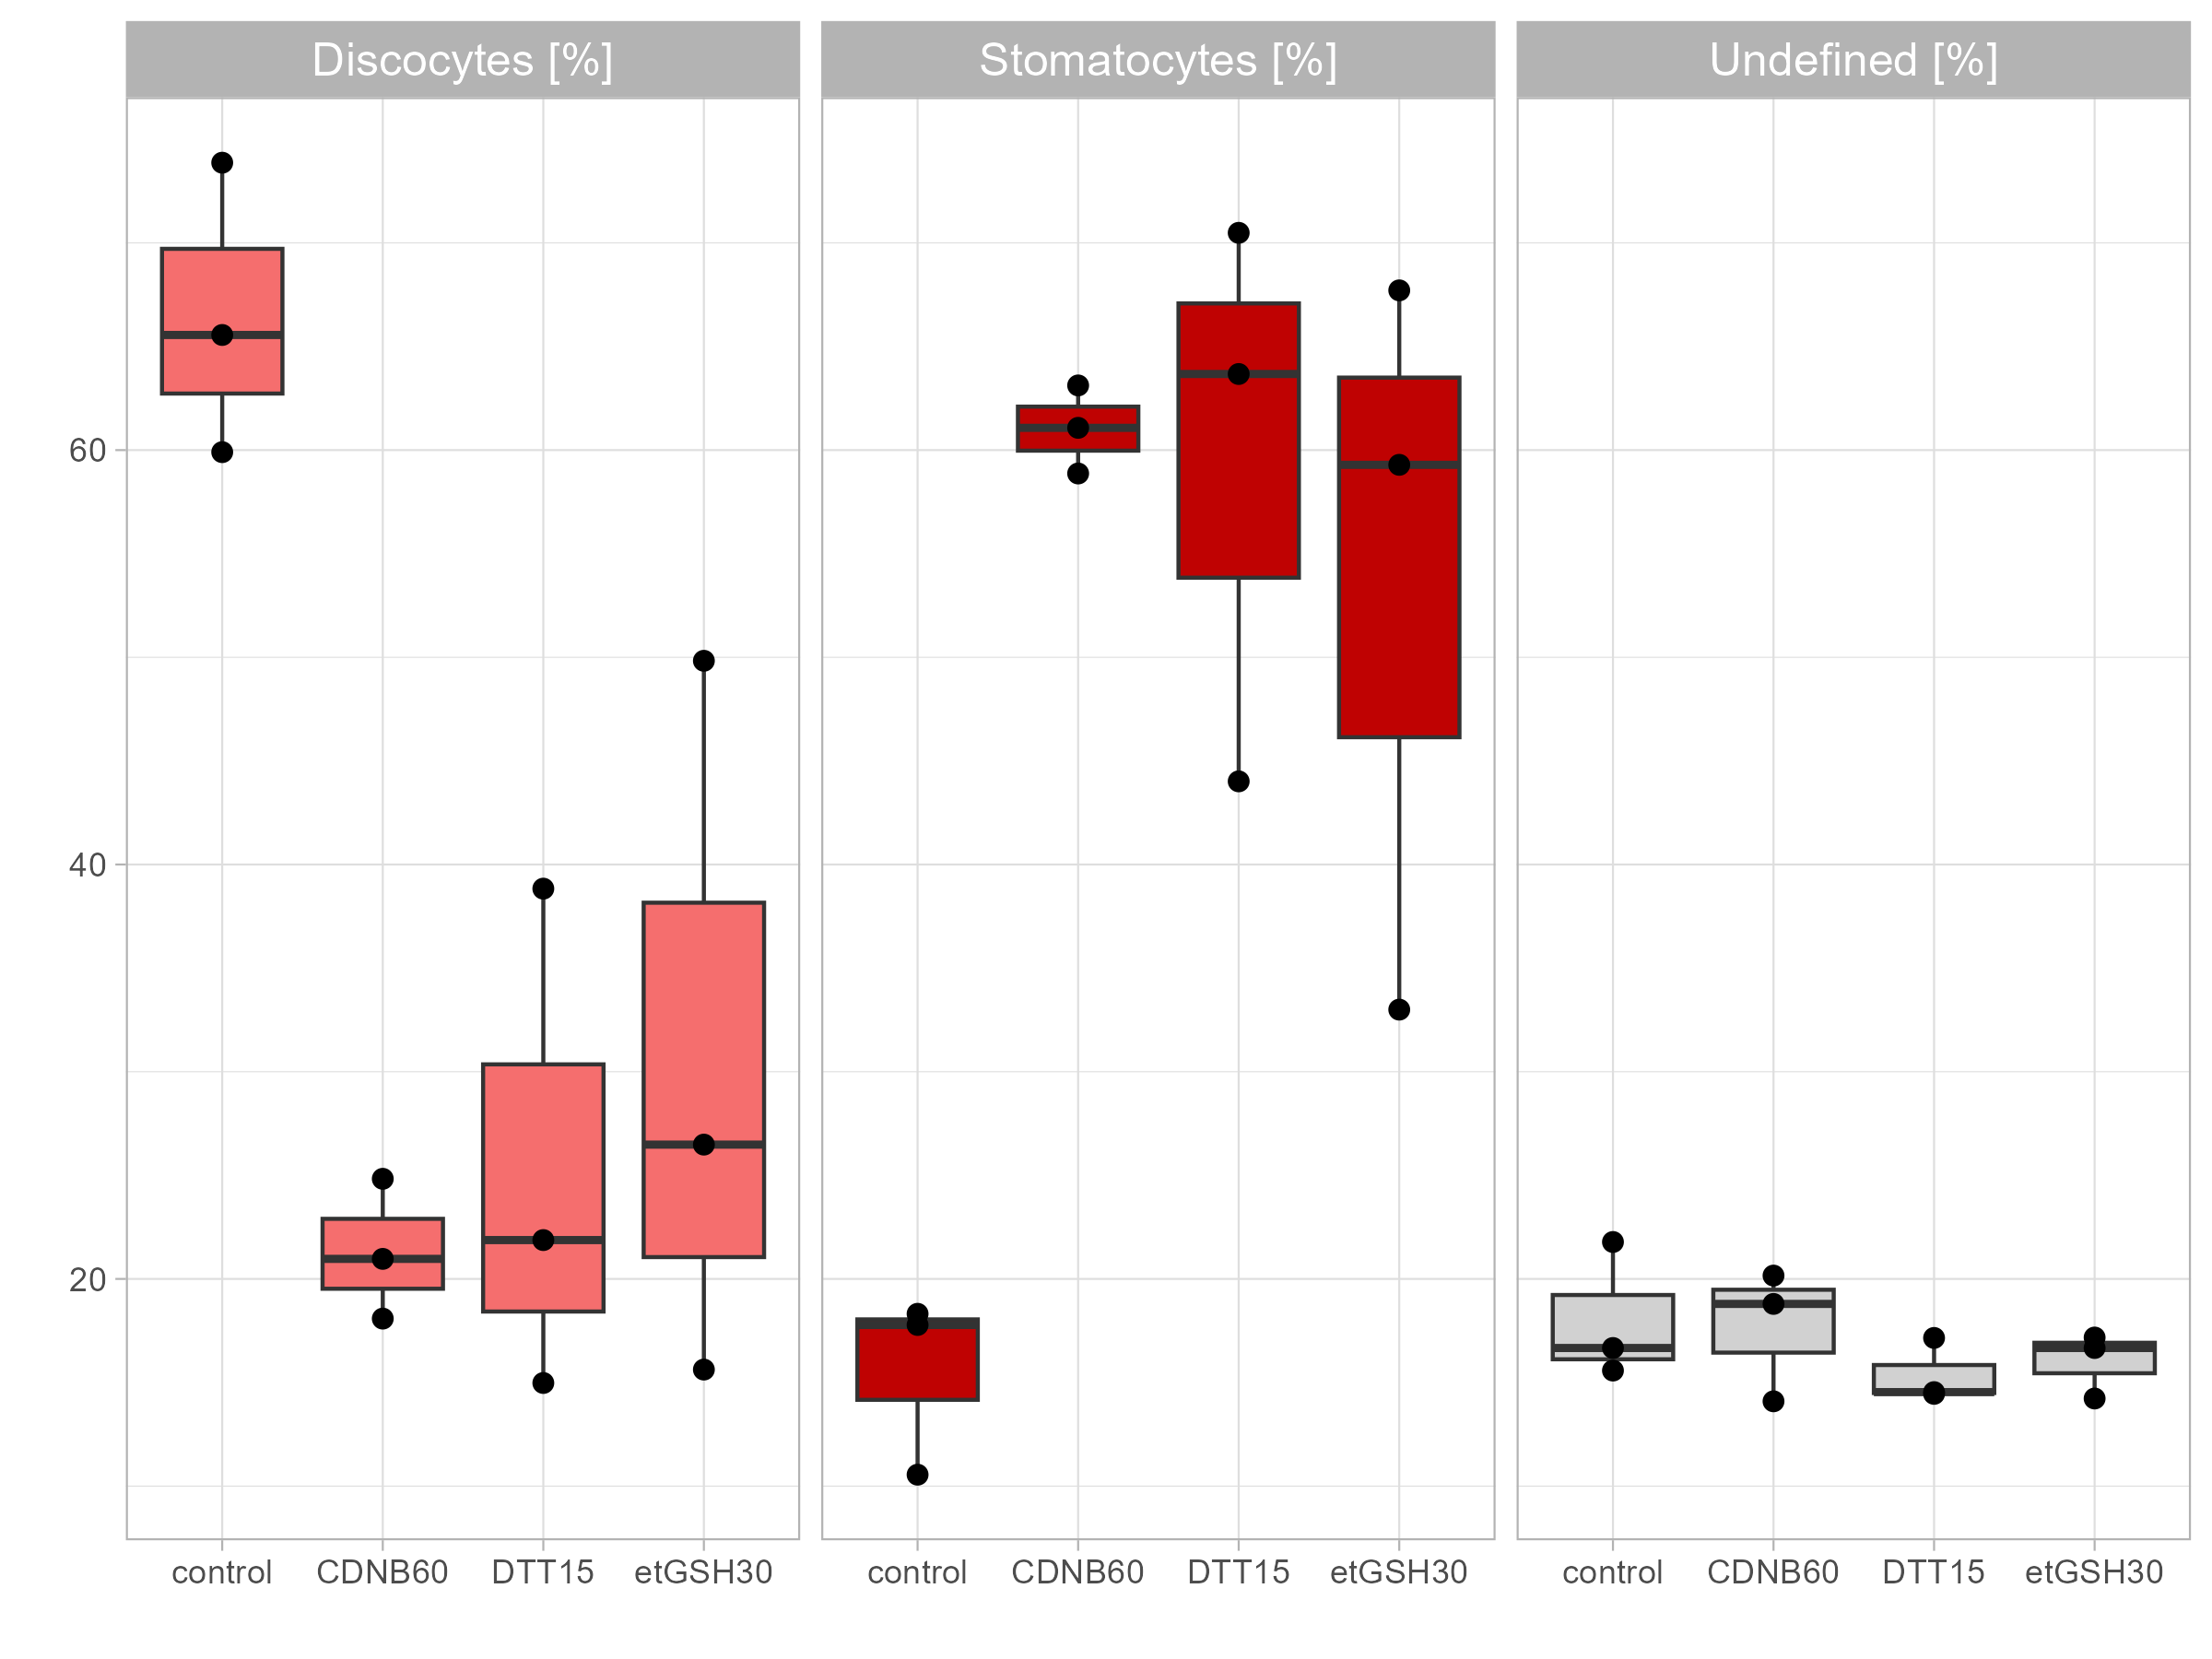 Discocytes [%]
Stomatocytes [%]
Undefined [%]
60
40
20
control CDNB60 DTT15 etGSH30
control CDNB60 DTT15 etGSH30
control CDNB60 DTT15 etGSH30